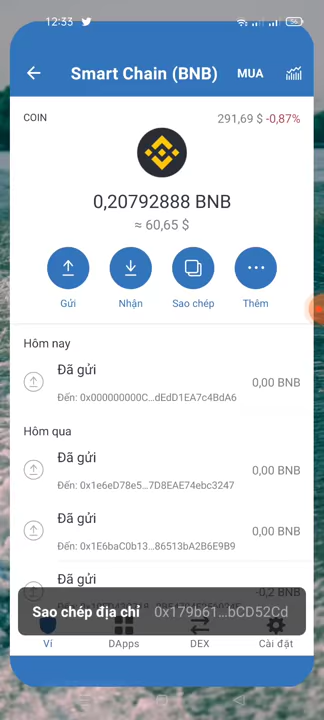 12:33
56
Smart Chain (BNB)
MUA
COIN
291,69 $ -0,87%
0,20792888 BNB
≈ 60,65 $
Gửi
Nhận
Sao chép
Thêm
Hôm nay
Đã gửi
0,00 BNB
Đến: 0x000000000C...dEdD1EA7c4BdA6
Hôm qua
Đã gửi
0,00 BNB
Đến: 0x1e6eD78e5...7D8EAE74ebc3247
Đã gửi
0,00 BNB
Đến: 0x1E6baC0b13...86513bA2B6E9B9
Đã gửi
-0,2 BNB
Sao chép địa chỉ 0x179b61...bCD52Cd
Ví
DApps
DEX
Cài đặt